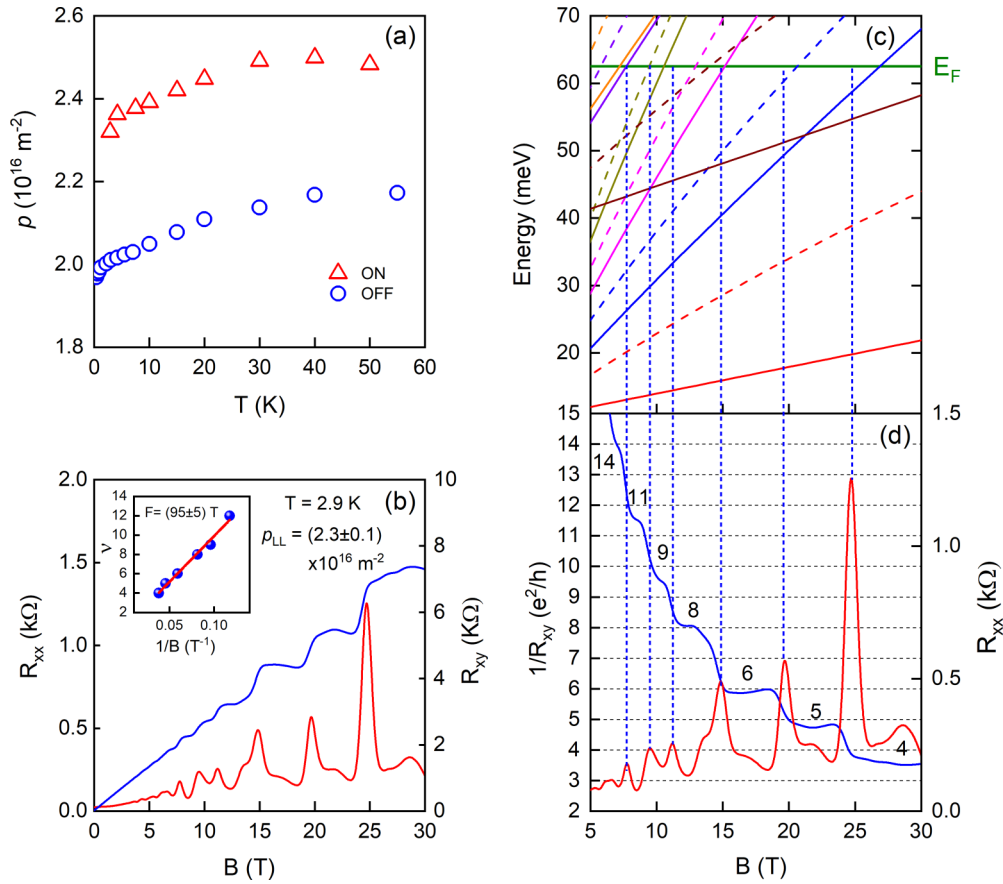 (a)
2.6
2.4
2.2
2.0
1.8
p (10¹⁶ m⁻²)
ON
OFF
0 10 20 30 40 50 60
T (K)
(b)
2.0
1.5
1.0
0.5
0.0
Rxx (kΩ)
10
8
6
4
2
0
Rxy (KΩ)
T = 2.9 K
pLL = (2.3±0.1)
x10¹⁶ m⁻²
14
12
10
8
6
4
2
ν
F= (95±5) T
0.05 0.10
1/B (T⁻¹)
0 5 10 15 20 25 30
B (T)
(c)
70
60
50
40
30
20
Energy (meV)
EF
(d)
15
14
13
12
11
10
9
8
7
6
5
4
3
2
1/Rxy (e²/h)
14
11
9
8
6
5
4
1.5
1.0
0.5
0.0
Rxx (kΩ)
5 10 15 20 25 30
B (T)